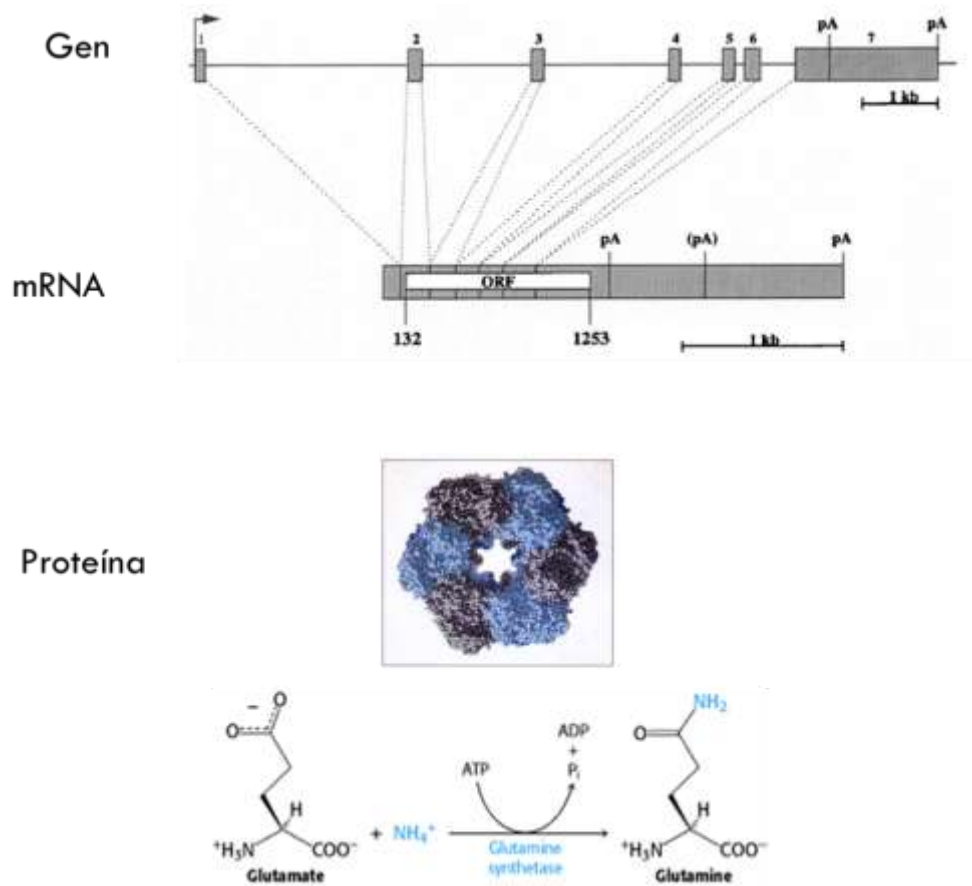 Gen
1 2 3 4 5 6 pA 7 pA
1 kb
mRNA
pA (pA) pA
ORF
132 1253
1 kb
Proteína
O
−
O
H
⁺H₃N COO⁻
Glutamate
+ NH₄⁺
ATP
ADP
+
Pᵢ
Glutamine
synthetase
NH₂
O
H
⁺H₃N COO⁻
Glutamine